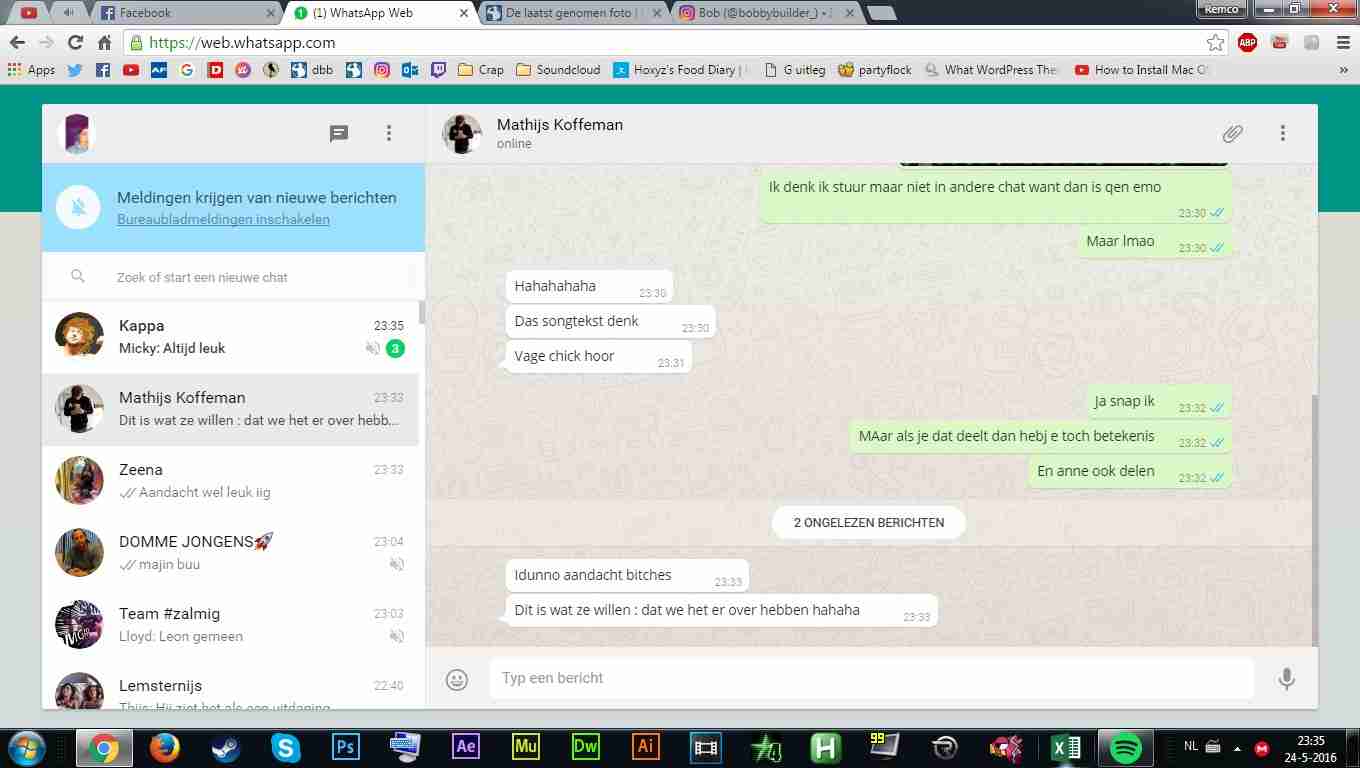 Facebook
(1) WhatsApp Web
De laatst genomen foto |
Bob (@bobbybuilder_) •
Remco
https://web.whatsapp.com
ABP
Apps
dbb
Crap
Soundcloud
Hoxyz's Food Diary |
G uitleg
partyflock
What WordPress The
How to Install Mac O
»
Mathijs Koffeman
online
Meldingen krijgen van nieuwe berichten
Bureaubladmeldingen inschakelen
Zoek of start een nieuwe chat
Kappa 23:35
Micky: Altijd leuk 3
Mathijs Koffeman 23:33
Dit is wat ze willen : dat we het er over hebb...
Zeena 23:33
Aandacht wel leuk iig
DOMME JONGENS🚀 23:04
majin buu
Team #zalmig 23:03
Lloyd: Leon gemeen
Lemsternijs 22:40
Thijs: Hij ziet het als een uitdaging
Ik denk ik stuur maar niet in andere chat want dan is qen emo
23:30
Maar lmao 23:30
Hahahahaha 23:30
Das songtekst denk 23:30
Vage chick hoor 23:31
Ja snap ik 23:32
MAar als je dat deelt dan hebj e toch betekenis 23:32
En anne ook delen 23:32
2 ONGELEZEN BERICHTEN
Idunno aandacht bitches 23:33
Dit is wat ze willen : dat we het er over hebben hahaha 23:33
Typ een bericht
Ps
Ae
Mu
Dw
Ai
H
99
NL
23:35
24-5-2016